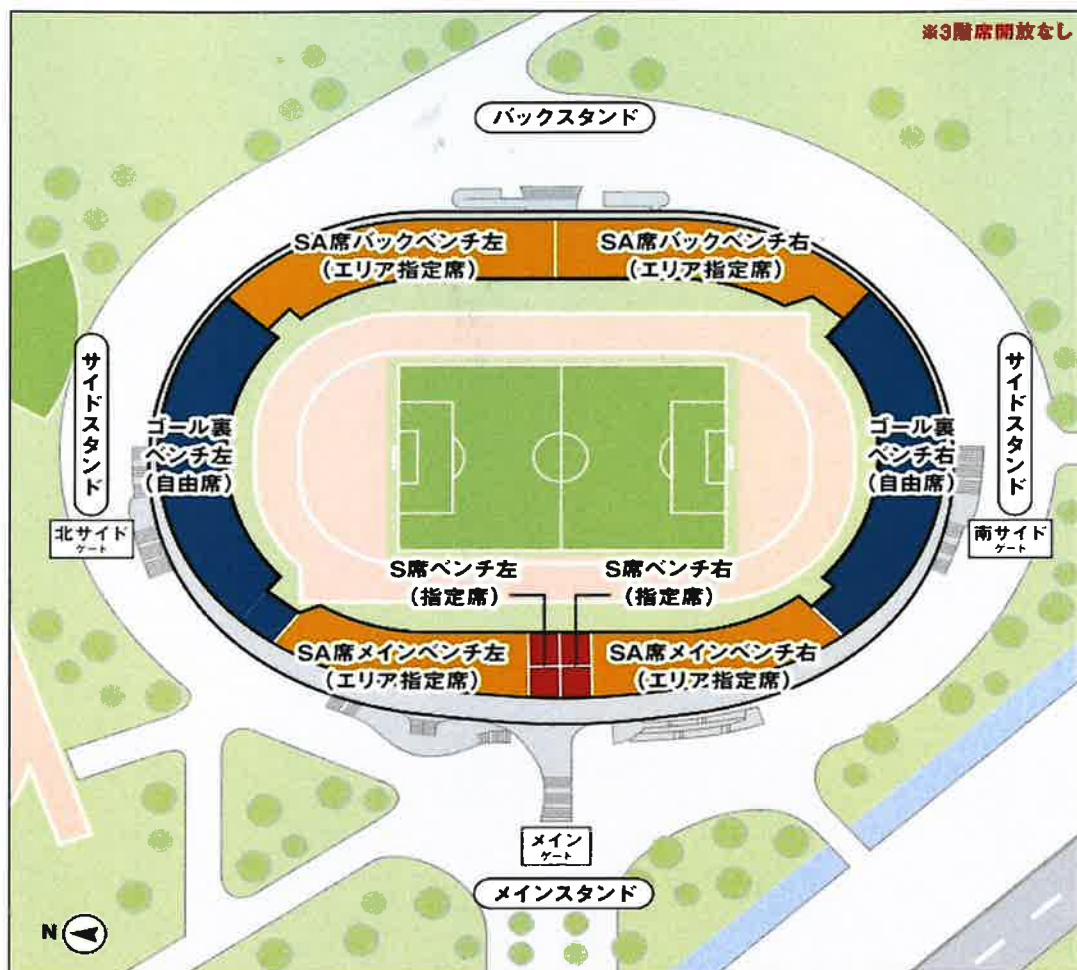 ※3階席開放なし
バックスタンド
SA席バックベンチ左
(エリア指定席)
SA席バックベンチ右
(エリア指定席)
サイドスタンド
サイドスタンド
ゴール裏
ベンチ左
(自由席)
ゴール裏
ベンチ右
(自由席)
北サイド
ゲート
南サイド
ゲート
S席ベンチ左
(指定席)
S席ベンチ右
(指定席)
SA席メインベンチ左
(エリア指定席)
SA席メインベンチ右
(エリア指定席)
メイン
ゲート
メインスタンド
N